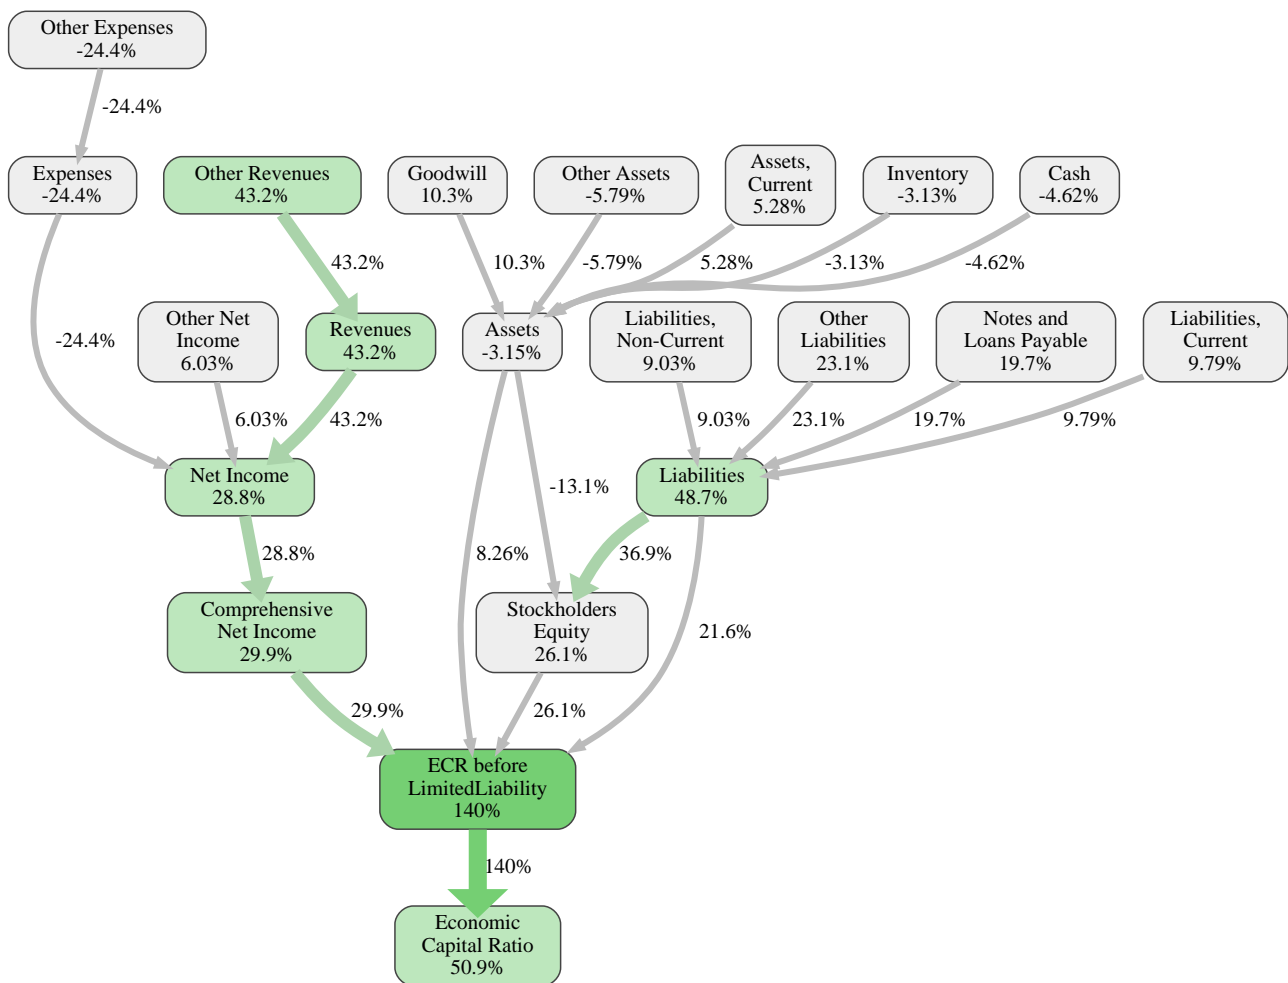 Other Expenses
-24.4%
-24.4%
Expenses
-24.4%
Other Revenues
43.2%
Goodwill
10.3%
Other Assets
-5.79%
Assets,
Current
5.28%
Inventory
-3.13%
Cash
-4.62%
43.2%
10.3%
-5.79%
5.28%
-3.13%
-4.62%
-24.4%
Other Net
Income
6.03%
Revenues
43.2%
Assets
-3.15%
Liabilities,
Non-Current
9.03%
Other
Liabilities
23.1%
Notes and
Loans Payable
19.7%
Liabilities,
Current
9.79%
6.03%
43.2%
9.03%
23.1%
19.7%
9.79%
Net Income
28.8%
-13.1%
Liabilities
48.7%
28.8%
8.26%
36.9%
Comprehensive
Net Income
29.9%
Stockholders
Equity
26.1%
21.6%
29.9%
26.1%
ECR before
LimitedLiability
140%
140%
Economic
Capital Ratio
50.9%